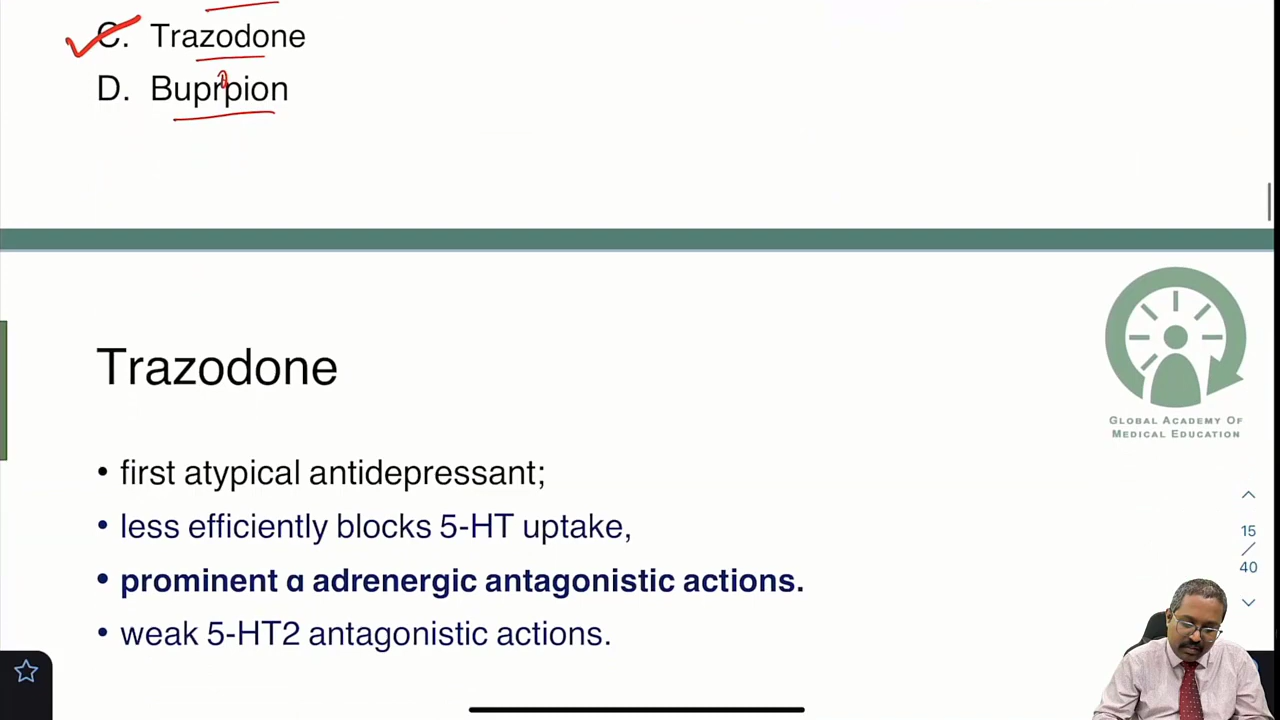 C. Trazodone
D. Buprpion
Trazodone
GLOBAL ACADEMY OF
MEDICAL EDUCATION
• first atypical antidepressant;
• less efficiently blocks 5-HT uptake,
• prominent α adrenergic antagonistic actions.
• weak 5-HT2 antagonistic actions.
15
/
40